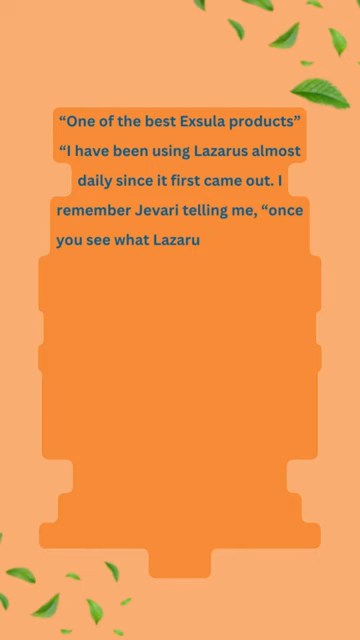 “One of the best Exsula products”
“I have been using Lazarus almost
daily since it first came out. I
remember Jevari telling me, “once
you see what Lazaru